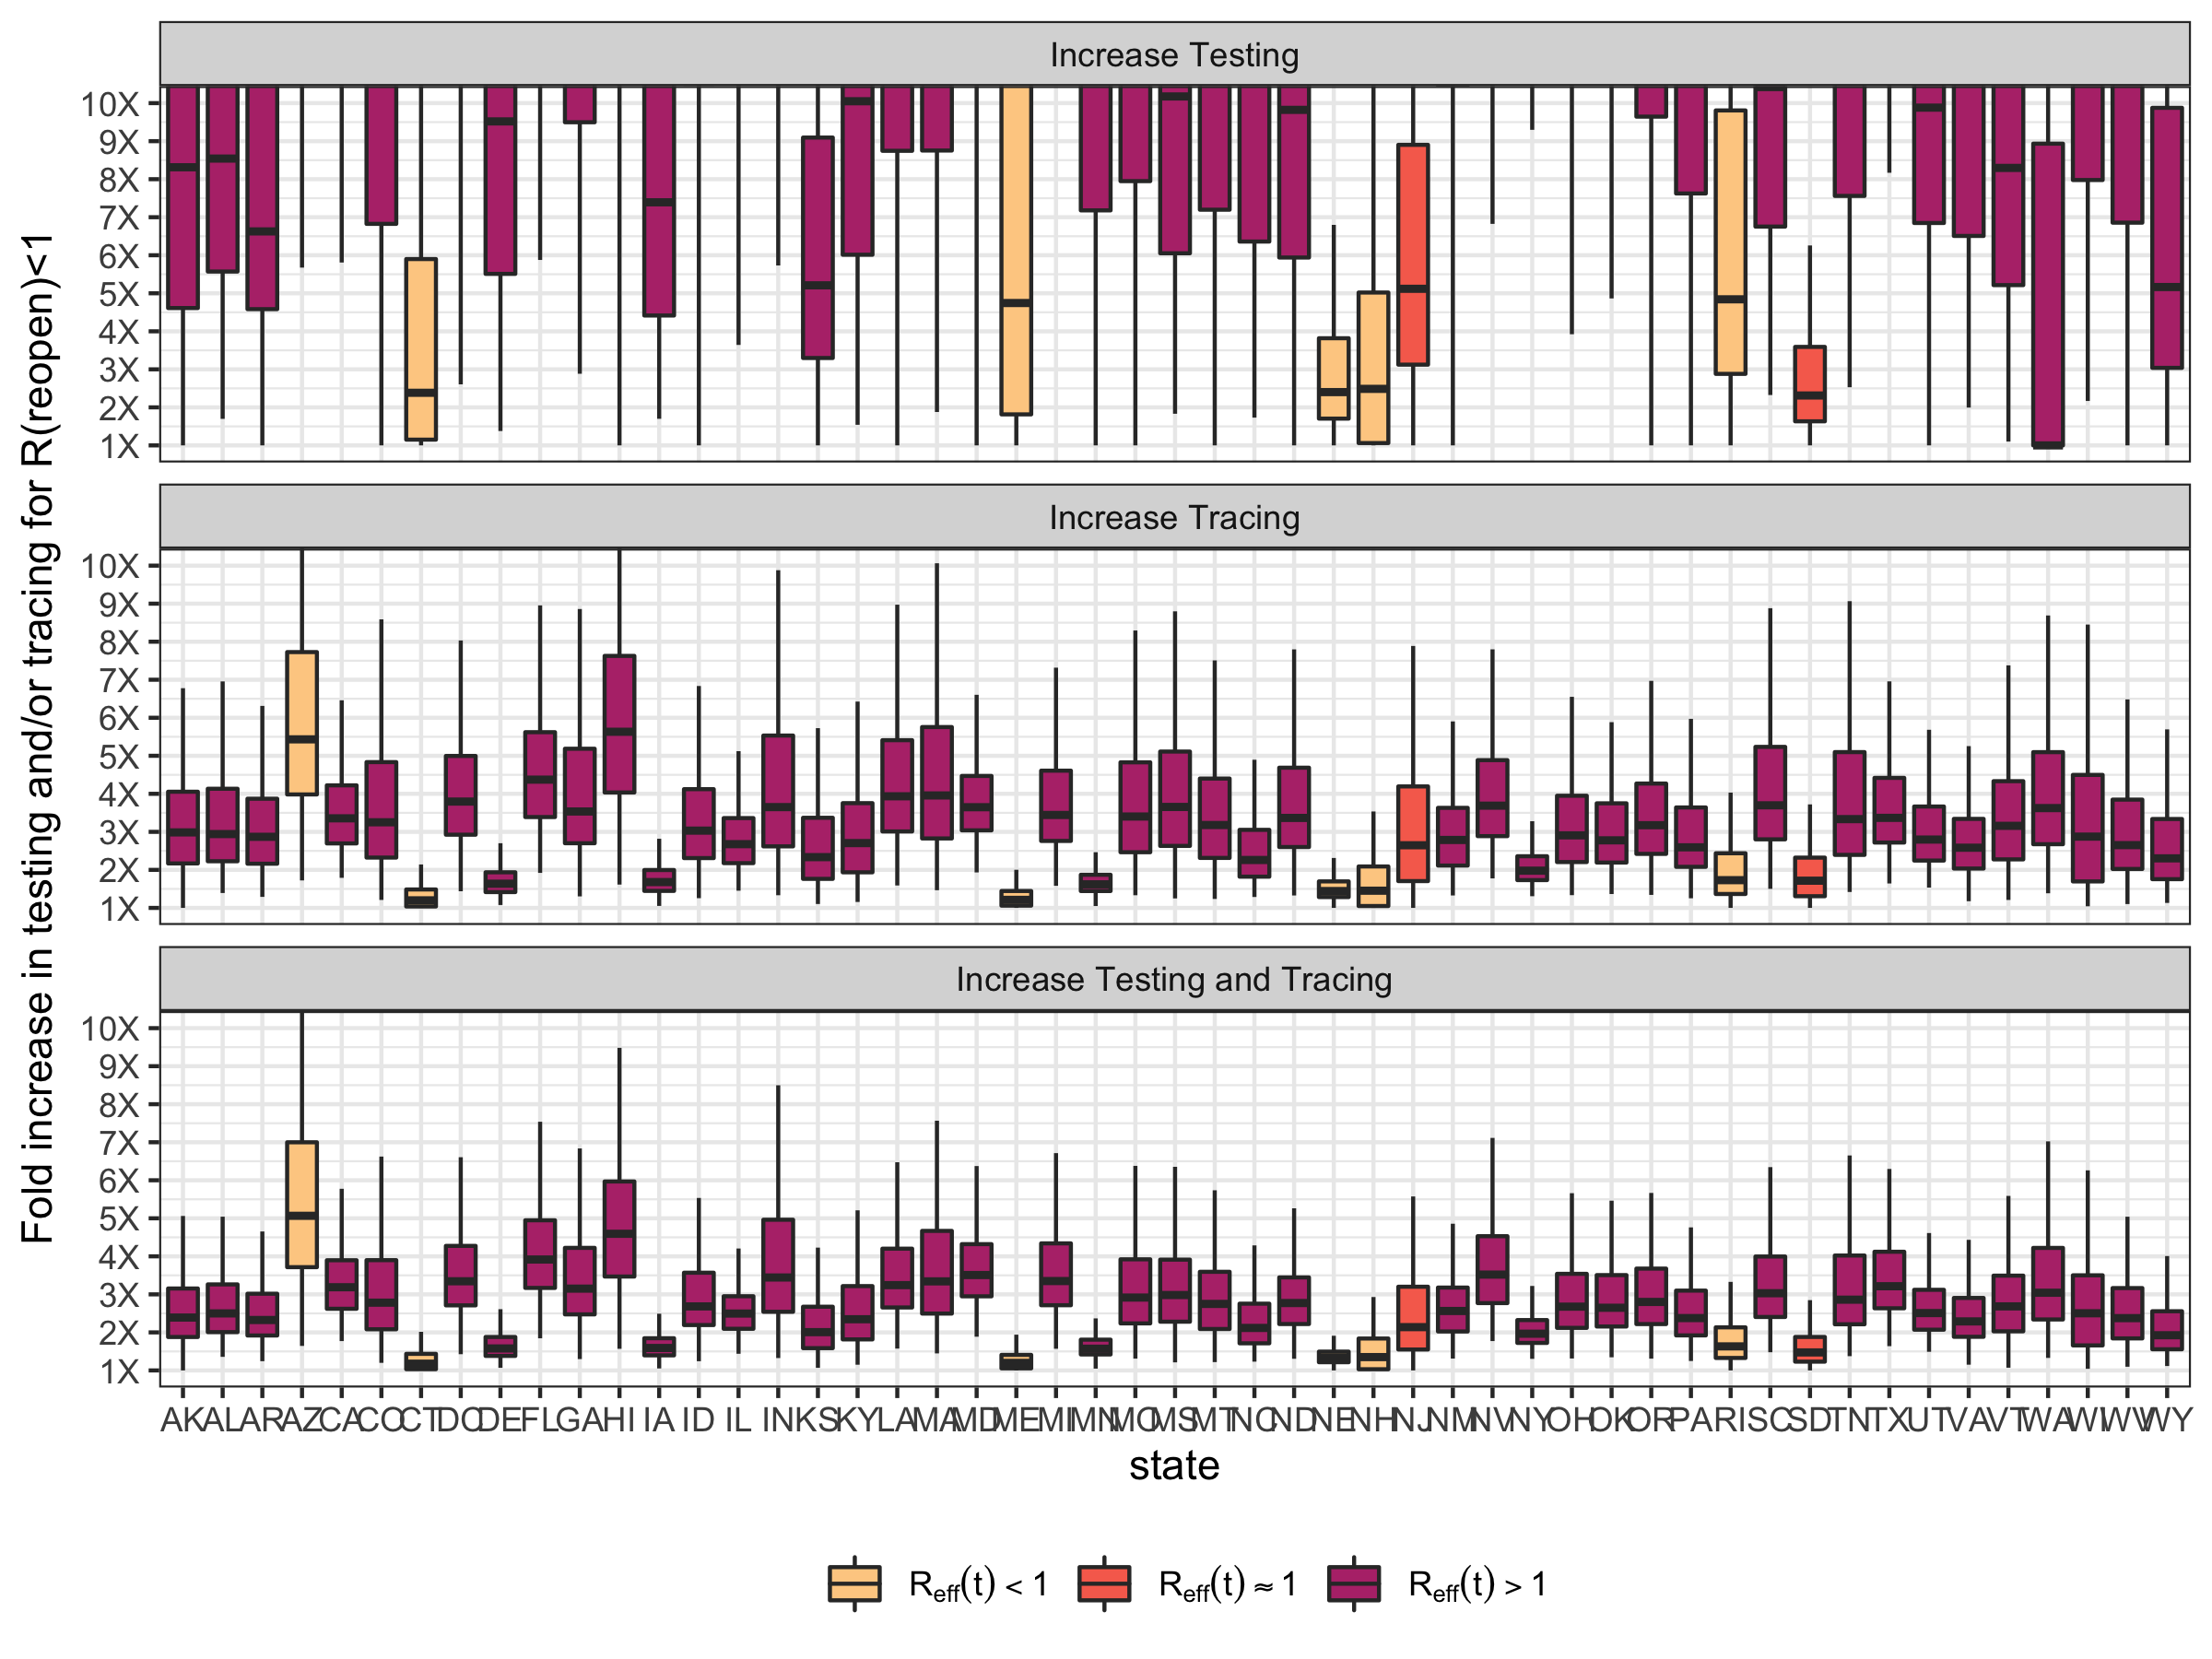 Increase Testing
10X
9X
8X
7X
6X
5X
4X
3X
2X
1X
Increase Tracing
10X
9X
8X
7X
6X
5X
4X
3X
2X
1X
Increase Testing and Tracing
10X
9X
8X
7X
6X
5X
4X
3X
2X
1X
Fold increase in testing and/or tracing for R(reopen)<1
AK AL AR AZ CA CO CT DC DE FL GA HI IA ID IL IN KS KY LA MA MD ME MI MN MO MS MT NC ND NE NH NJ NM NV NY OH OK OR PA RI SC SD TN TX UT VA VT WA WI WV WY
state
Reff(t) < 1 Reff(t) ≈ 1 Reff(t) > 1